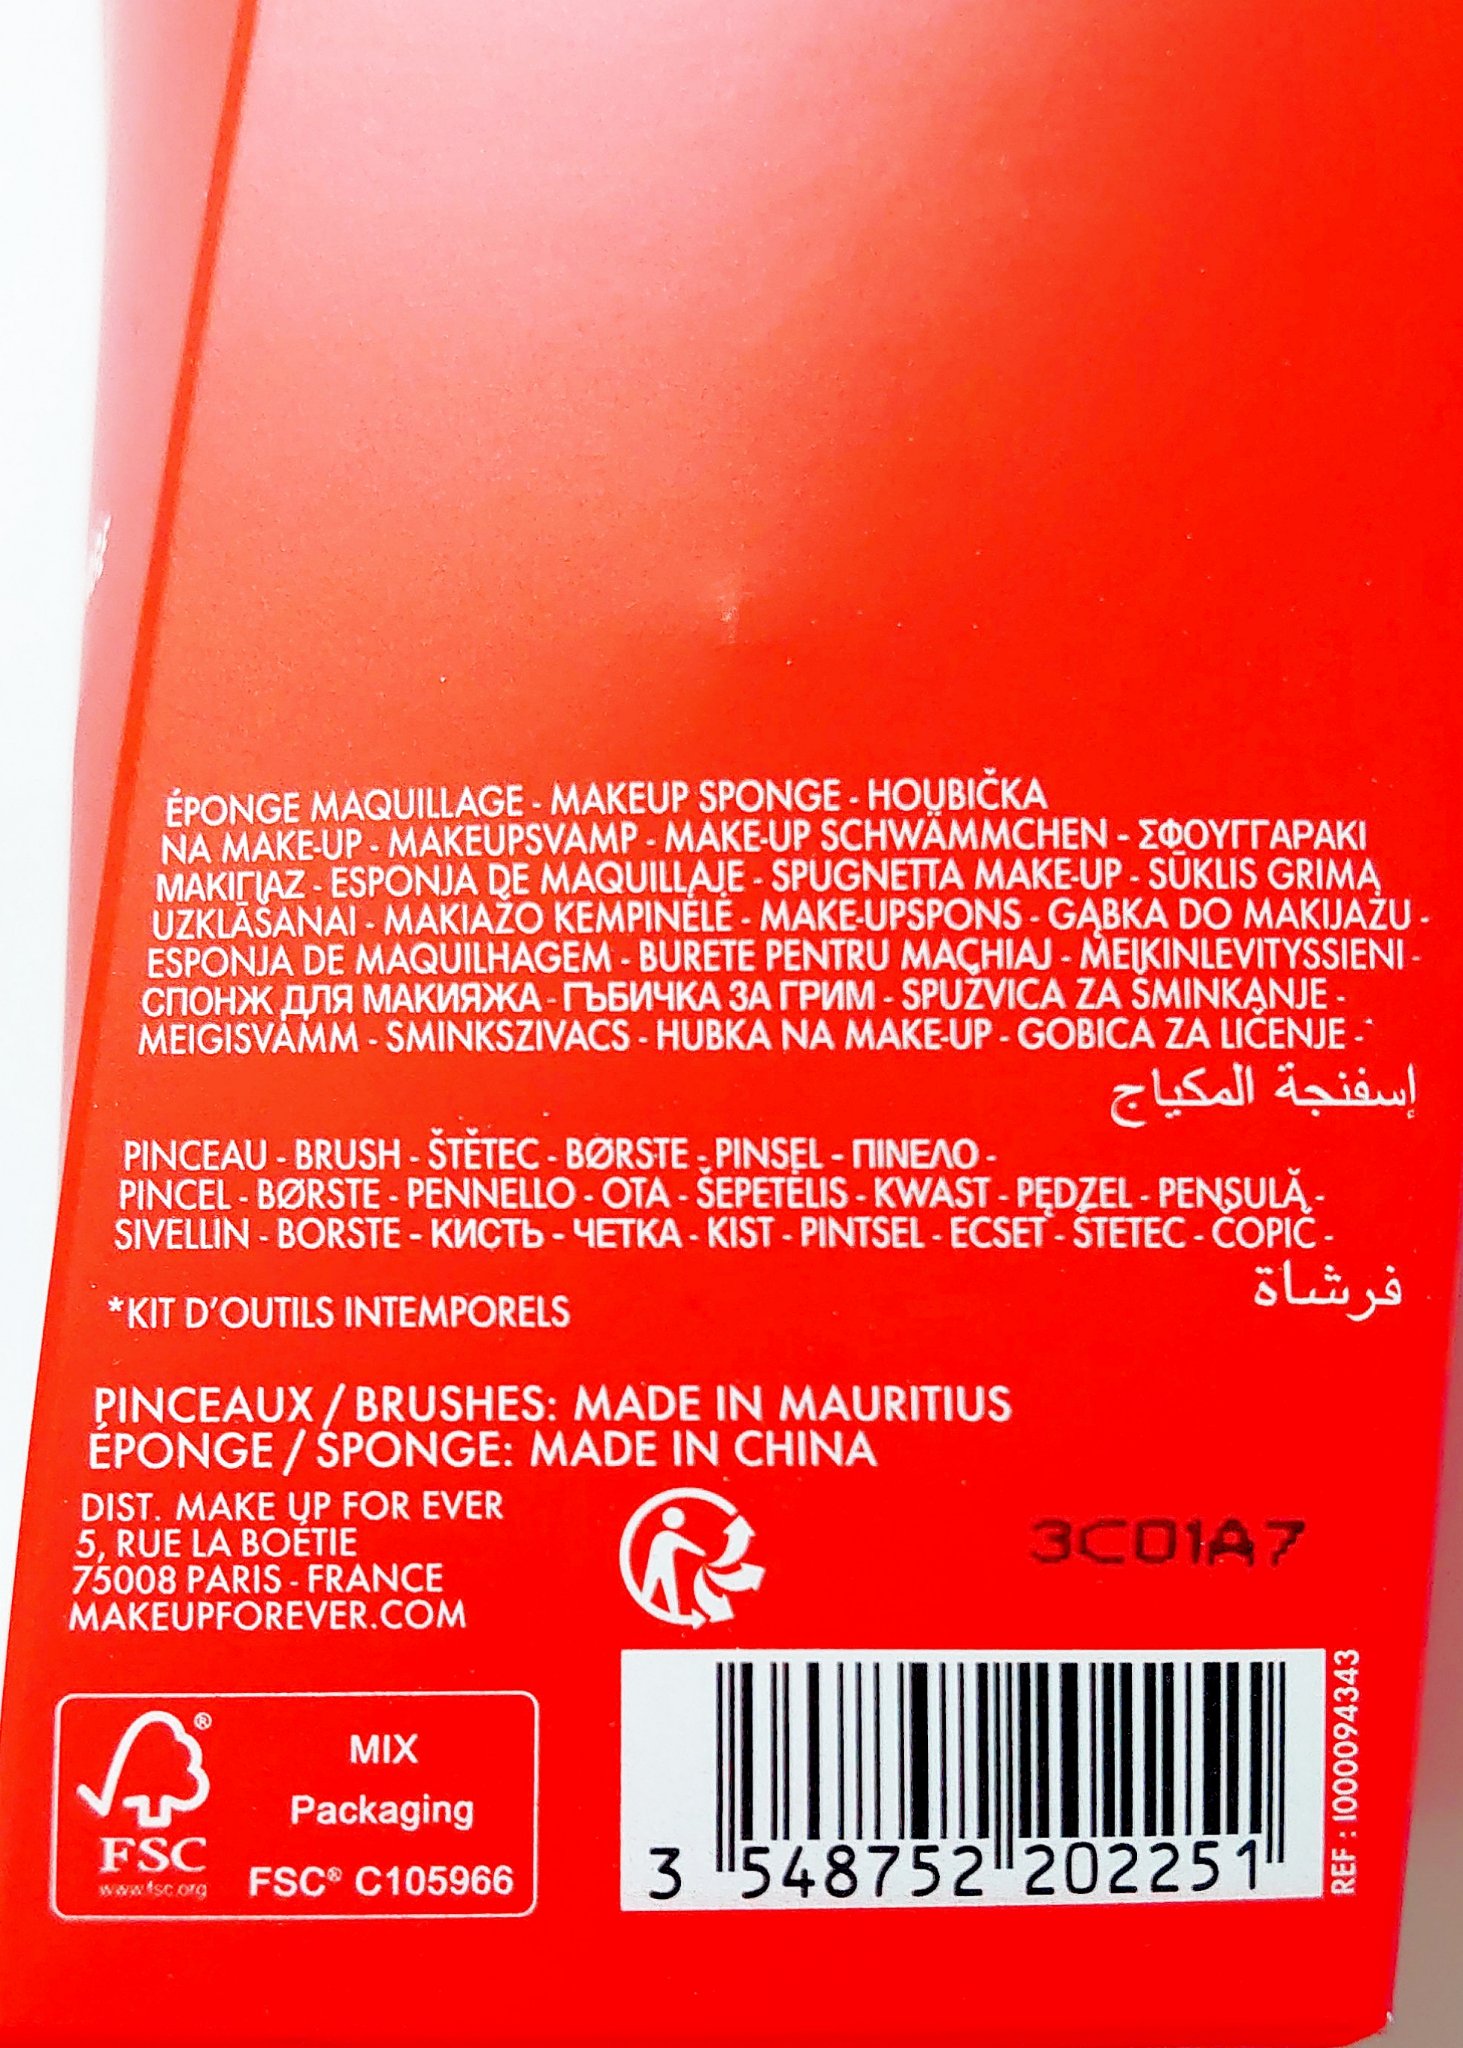 ÉPONGE MAQUILLAGE - MAKEUP SPONGE - HOUBIČKA
NA MAKE-UP - MAKEUPSVAMP - MAKE-UP SCHWÄMMCHEN - ΣΦΟΥΓΓΑΡΑΚΙ
ΜΑΚΙΓΙΑΖ - ESPONJA DE MAQUILLAJE - SPUGNETTA MAKE-UP - SŪKLIS GRIMA
UZKLĀŠANAI - MAKIAŽO KEMPINĖLĖ - MAKE-UPSPONS - GĄBKA DO MAKIJAŻU -
ESPONJA DE MAQUILHAGEM - BURETE PENTRU MACHIAJ - MEIKINLEVITYSSIENI -
СПОНЖ ДЛЯ МАКИЯЖА - ГЪБИЧКА ЗА ГРИМ - SPUŽVICA ZA ŠMINKANJE -
MEIGISVAMM - SMINKSZIVACS - HUBKA NA MAKE-UP - GOBICA ZA LIČENJE -
إسفنجة المكياج
PINCEAU - BRUSH - ŠTĚTEC - BØRSTE - PINSEL - ΠΙΝΕΛΟ -
PINCEL - BØRSTE - PENNELLO - OTA - ŠEPETĖLIS - KWAST - PĘDZEL - PENSULĂ -
SIVELLIN - BORSTE - КИСТЬ - ЧЕТКА - KIST - PINTSEL - ECSET - ŠTETEC - ČOPIČ -
فرشاة
*KIT D'OUTILS INTEMPORELS
PINCEAUX / BRUSHES: MADE IN MAURITIUS
ÉPONGE / SPONGE: MADE IN CHINA
DIST. MAKE UP FOR EVER
5, RUE LA BOÉTIE
75008 PARIS - FRANCE
MAKEUPFOREVER.COM
3C01A7
MIX
Packaging
FSC® C105966
FSC
www.fsc.org
3 548752 202251
REF : I000094343